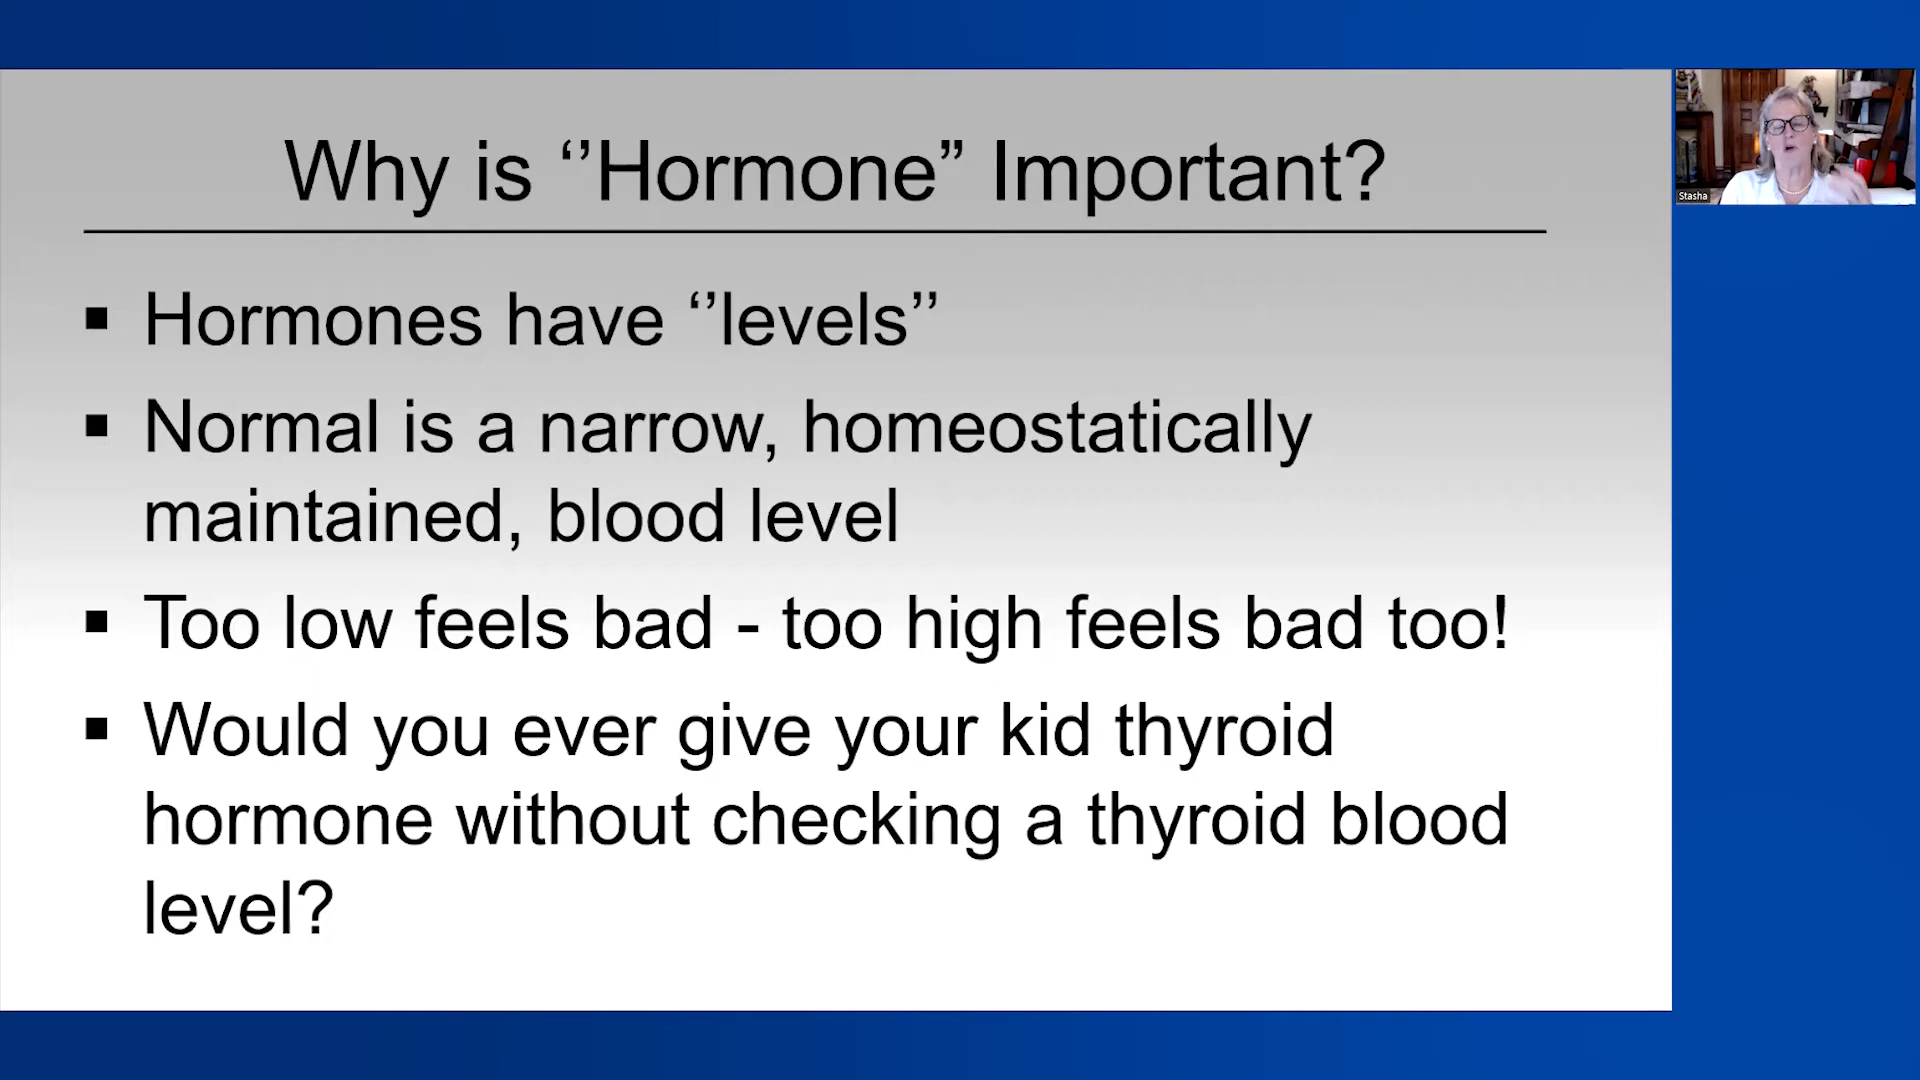 Why is ‘’Hormone” Important?
Stasha
▪ Hormones have ‘’levels’’
▪ Normal is a narrow, homeostatically
maintained, blood level
▪ Too low feels bad - too high feels bad too!
▪ Would you ever give your kid thyroid
hormone without checking a thyroid blood
level?